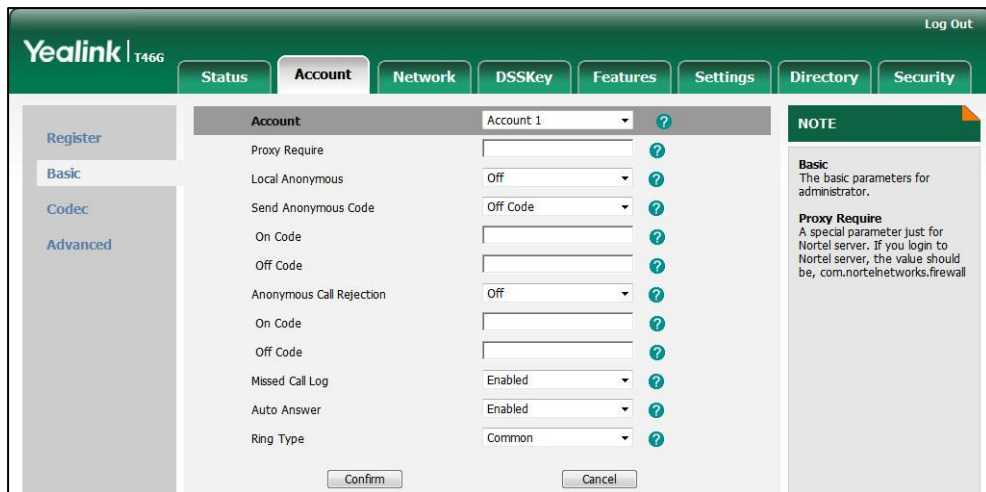 Log Out
Yealink | T46G
Status Account Network DSSKey Features Settings Directory Security
Register
Basic
Codec
Advanced
Account Account 1 ?
Proxy Require ?
Local Anonymous Off ?
Send Anonymous Code Off Code ?
On Code ?
Off Code ?
Anonymous Call Rejection Off ?
On Code ?
Off Code ?
Missed Call Log Enabled ?
Auto Answer Enabled ?
Ring Type Common ?
Confirm Cancel
NOTE
Basic
The basic parameters for
administrator.
Proxy Require
A special parameter just for
Nortel server. If you login to
Nortel server, the value should
be, com.nortelnetworks.firewall